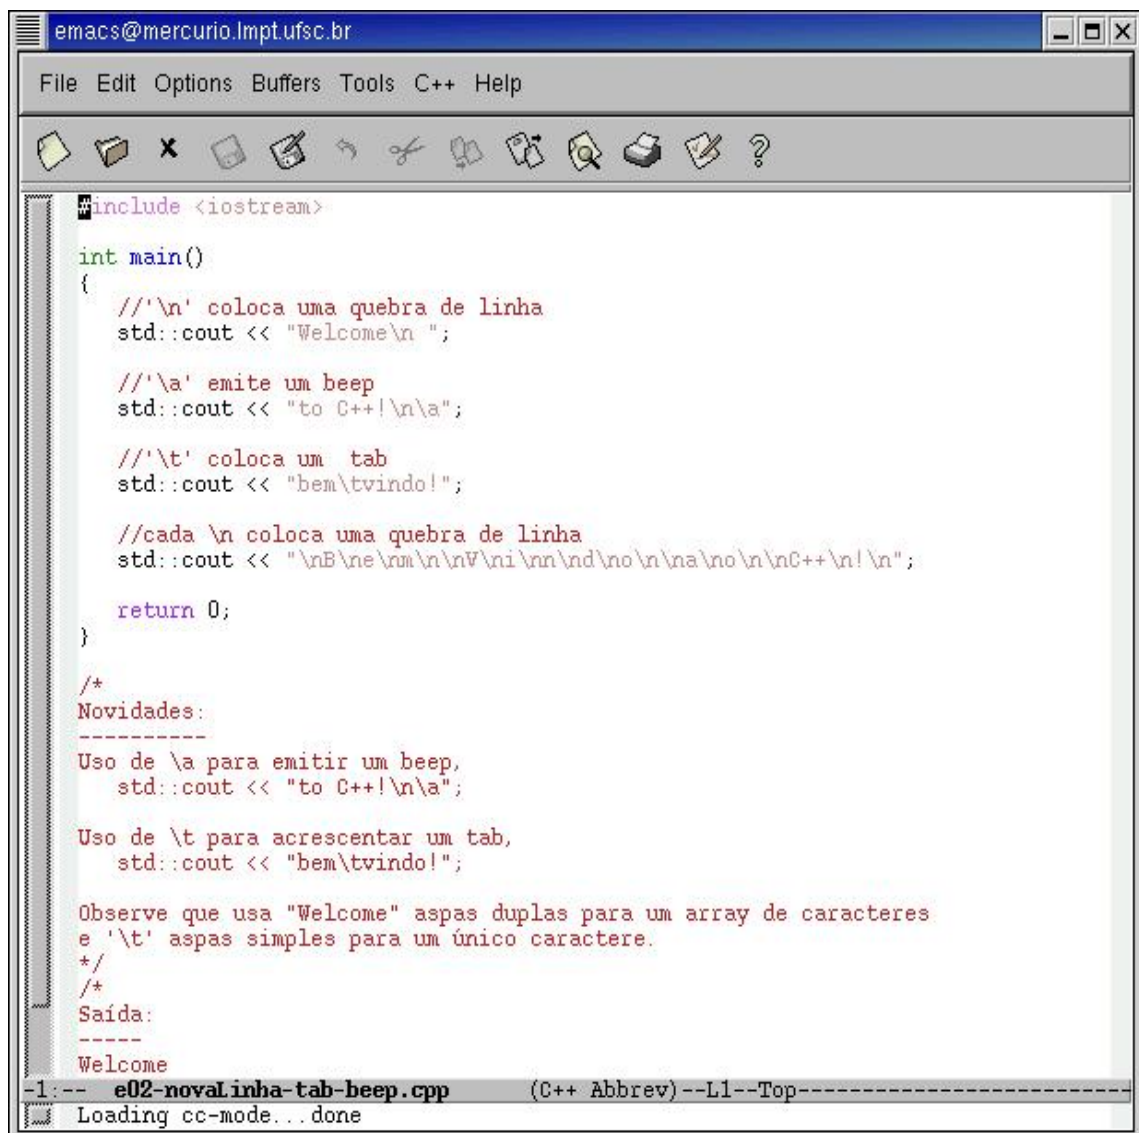 emacs@mercurio.lmpt.ufsc.br
File Edit Options Buffers Tools C++ Help
#include <iostream>
int main()
{
//'\n' coloca uma quebra de linha
std::cout << "Welcome\n ";
//'\a' emite um beep
std::cout << "to C++!\n\a";
//'\t' coloca um  tab
std::cout << "bem\tvindo!";
//cada \n coloca uma quebra de linha
std::cout << "\nB\ne\nm\n\nV\ni\nn\nd\no\n\na\no\n\nC++\n!\n";
return 0;
}
/*
Novidades:
----------
Uso de \a para emitir um beep,
std::cout << "to C++!\n\a";
Uso de \t para acrescentar um tab,
std::cout << "bem\tvindo!";
Observe que usa "Welcome" aspas duplas para um array de caracteres
e '\t' aspas simples para um único caractere.
*/
/*
Saída:
-----
Welcome
-1:--  e02-novaLinha-tab-beep.cpp      (C++ Abbrev)--L1--Top--------------------------
Loading cc-mode...done